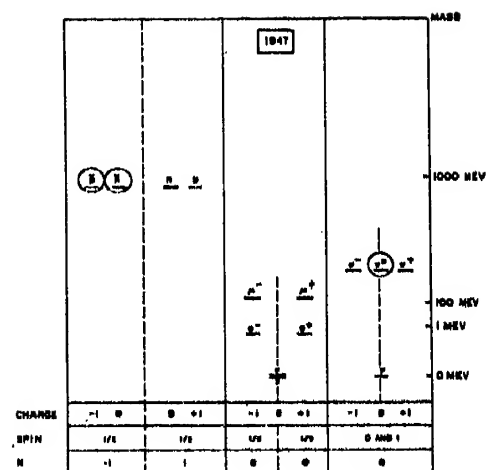 MASS
1947
1000 MEV
n p
μ⁻ μ⁺
100 MEV
e⁻ e⁺
1 MEV
0 MEV
CHARGE -1 0 0 +1 -1 0 +1 -1 0 +1
SPIN 1/2 1/2 1/2 1/2 0 AND 1
N -1 1 0 0 0